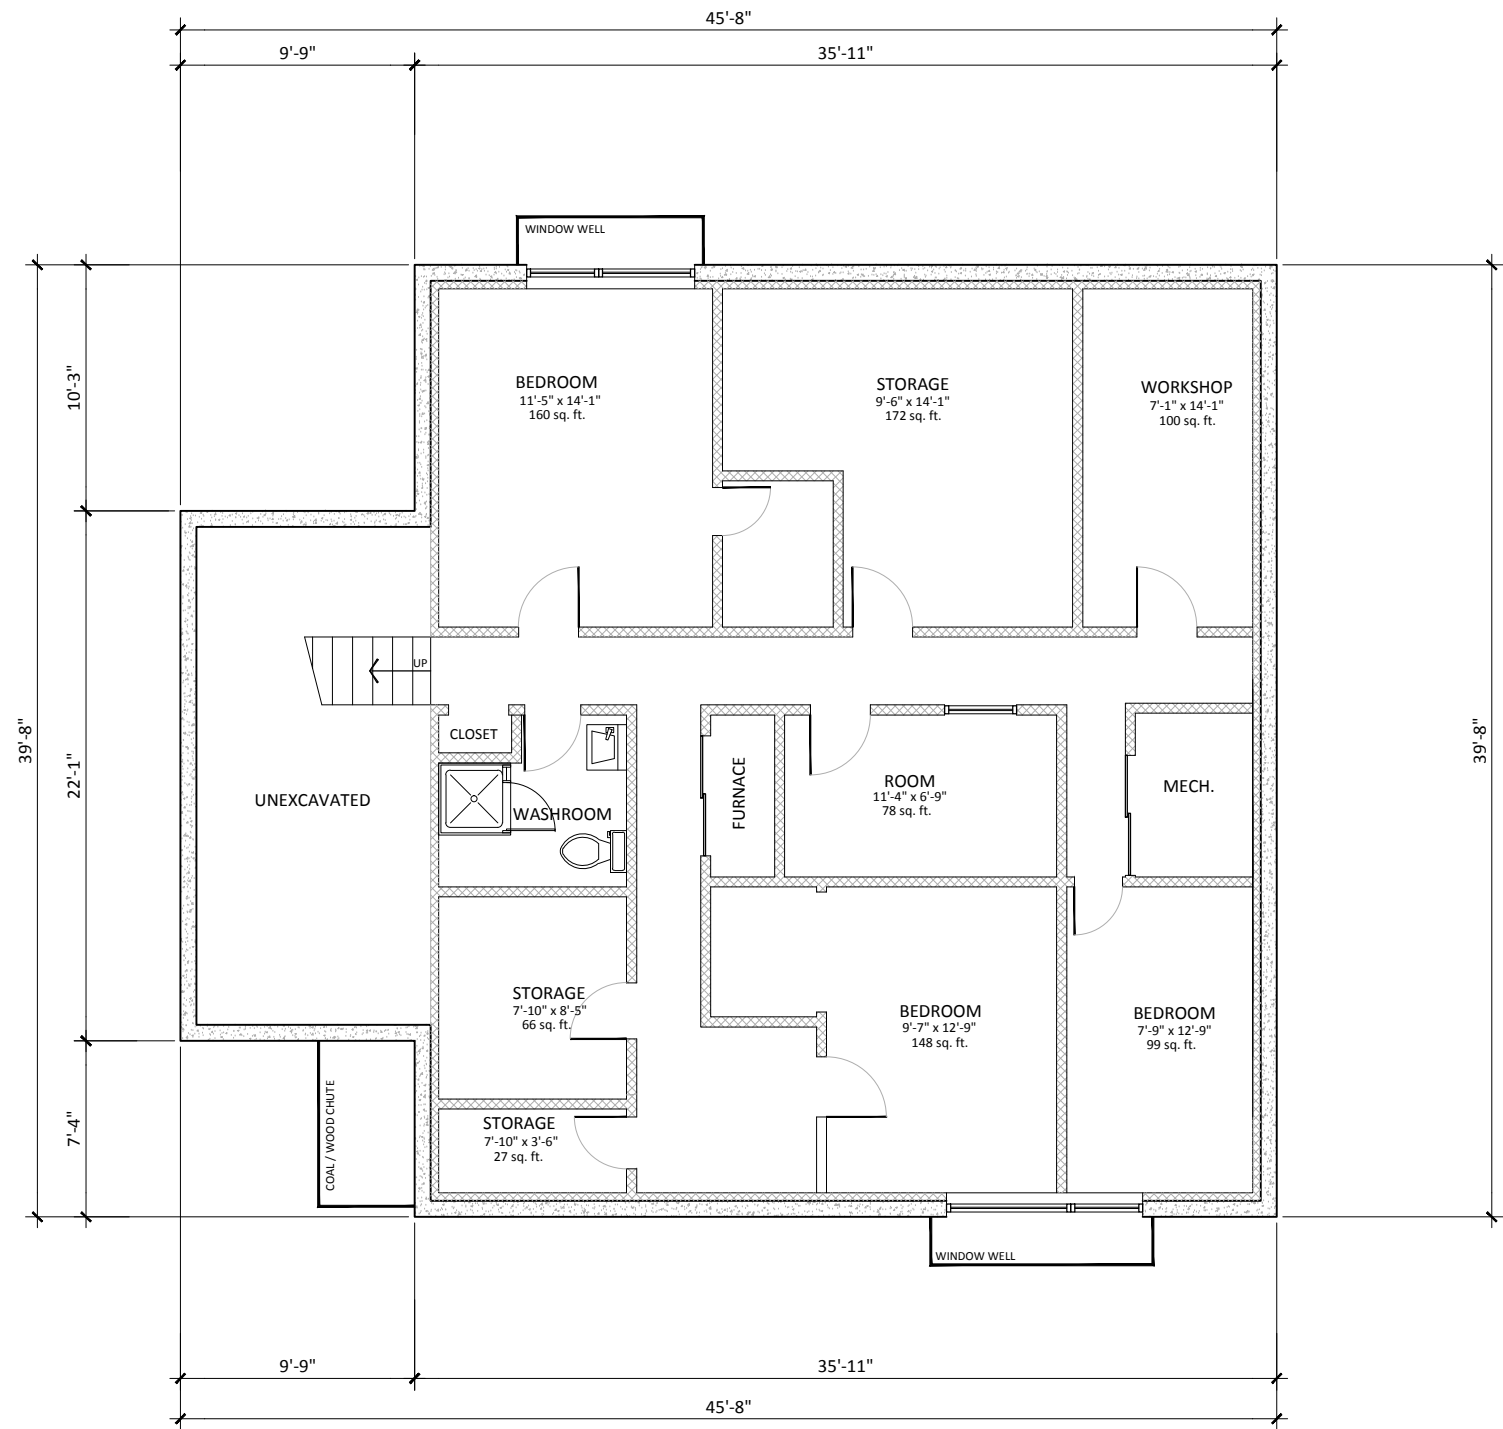 45'-8"
9'-9"
35'-11"
WINDOW WELL
10'-3"
BEDROOM
11'-5" x 14'-1"
160 sq. ft.
STORAGE
9'-6" x 14'-1"
172 sq. ft.
WORKSHOP
7'-1" x 14'-1"
100 sq. ft.
UP
39'-8"
22'-1"
39'-8"
CLOSET
UNEXCAVATED
WASHROOM
FURNACE
ROOM
11'-4" x 6'-9"
78 sq. ft.
MECH.
STORAGE
7'-10" x 8'-5"
66 sq. ft.
BEDROOM
9'-7" x 12'-9"
148 sq. ft.
BEDROOM
7'-9" x 12'-9"
99 sq. ft.
7'-4"
COAL / WOOD CHUTE
STORAGE
7'-10" x 3'-6"
27 sq. ft.
WINDOW WELL
9'-9"
35'-11"
45'-8"